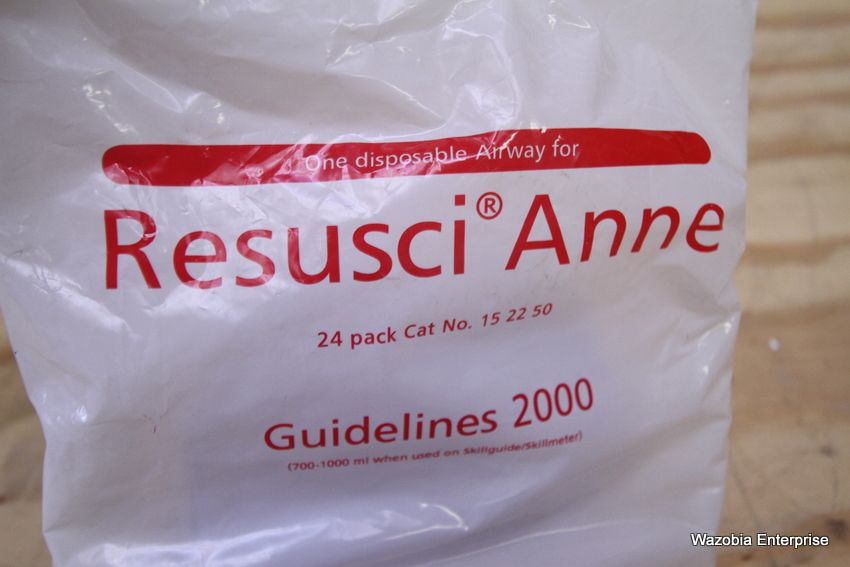 One disposable Airway for
Resusci® Anne
24 pack Cat No. 15 22 50
Guidelines 2000
(700-1000 ml when used on Skillguide/Skillmeter)
Wazobia Enterprise